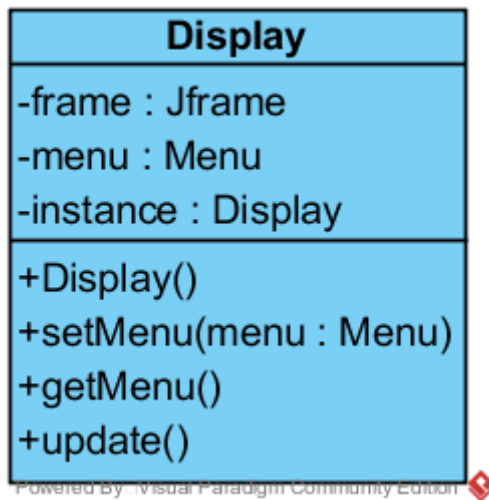 Display
-frame : Jframe
-menu : Menu
-instance : Display
+Display()
+setMenu(menu : Menu)
+getMenu()
+update()
Powered By Visual Paradigm Community Edition